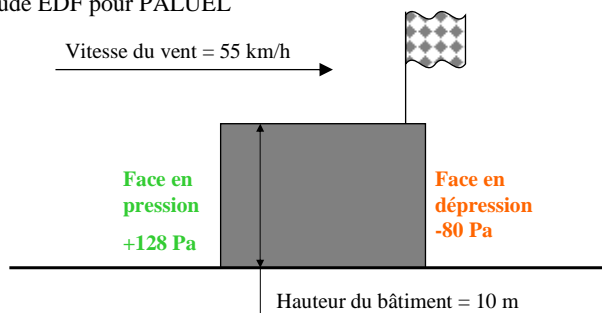 ude EDF pour PALUEL
Vitesse du vent = 55 km/h
Face en
pression
+128 Pa
Face en
dépression
-80 Pa
Hauteur du bâtiment = 10 m